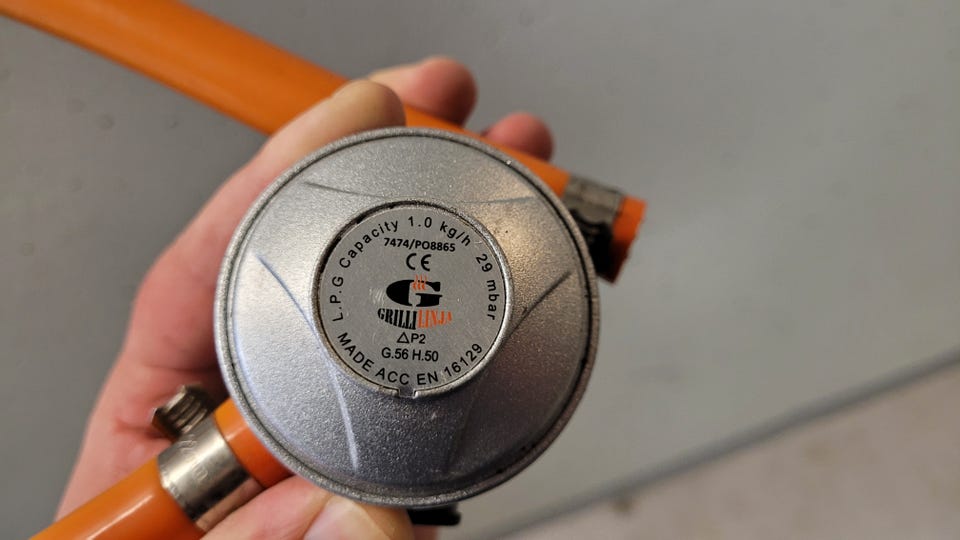 L.P.G Capacity 1.0 kg/h 29 mbar
7474/PO8865
CE
G
GRILLILINJA
△P2
G.56 H.50
MADE ACC EN 16129